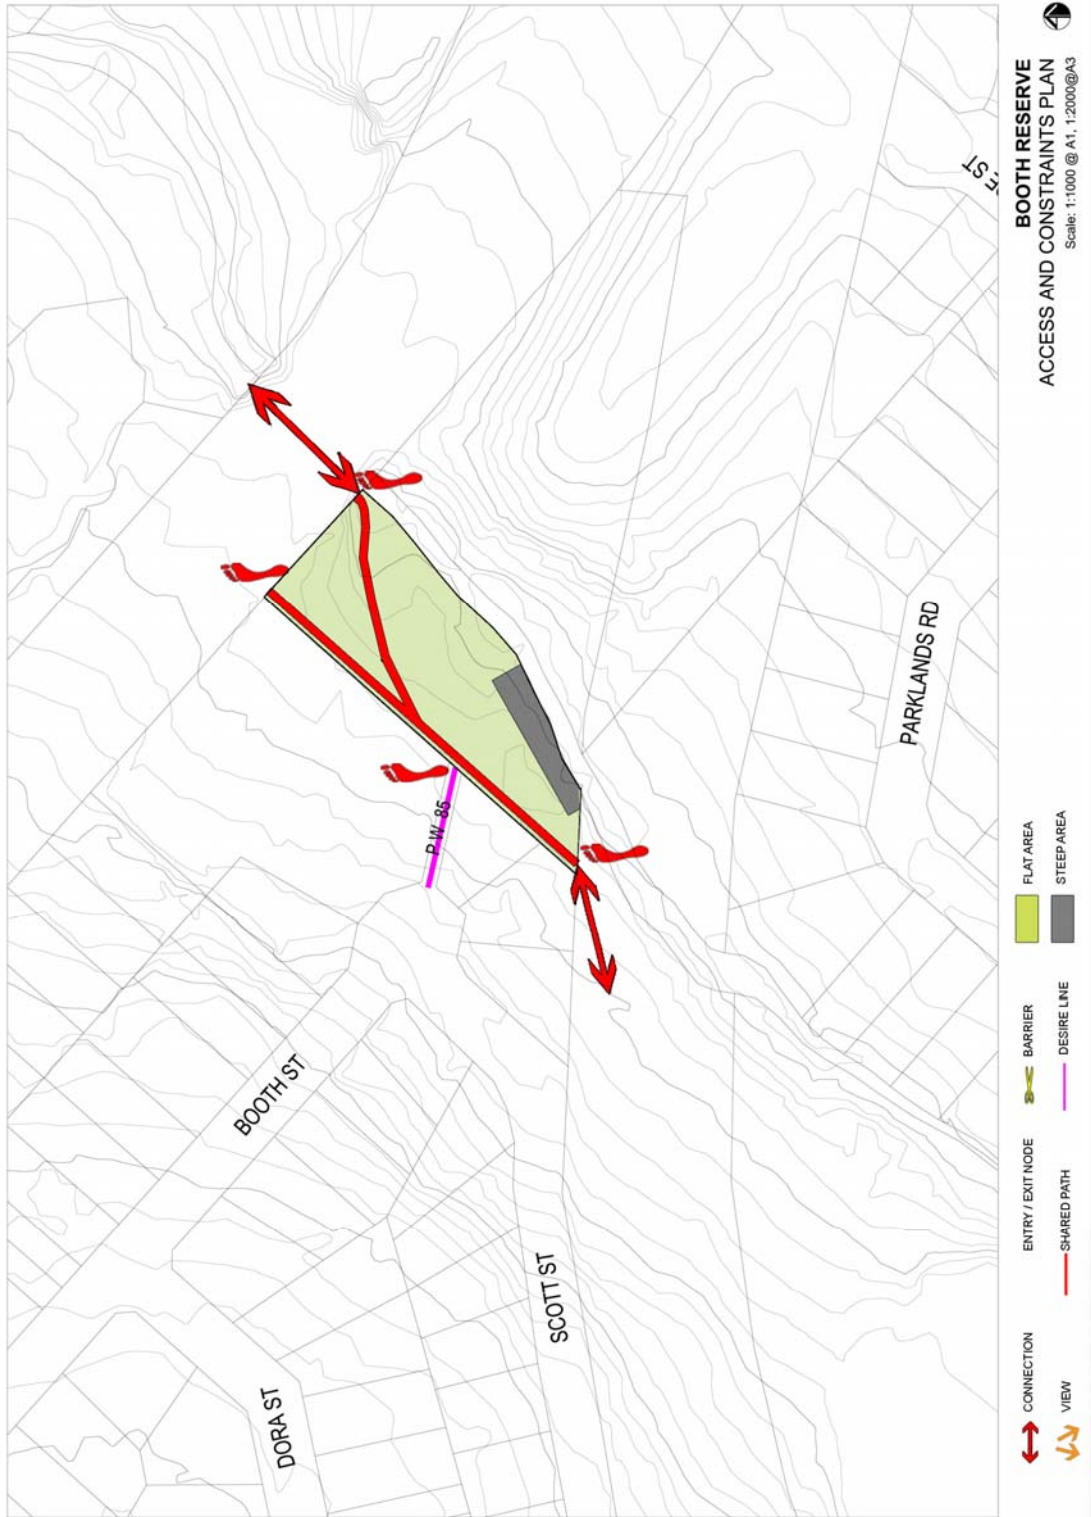 BOOTH RESERVE
ACCESS AND CONSTRAINTS PLAN
Scale: 1:1000 @ A1, 1:2000@A3
DORA ST
BOOTH ST
SCOTT ST
P W 85
PARKLANDS RD
ST
CONNECTION
ENTRY / EXIT NODE
BARRIER
FLAT AREA
VIEW
SHARED PATH
DESIRE LINE
STEEP AREA